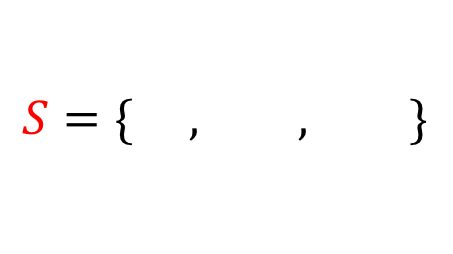 S = { , , }